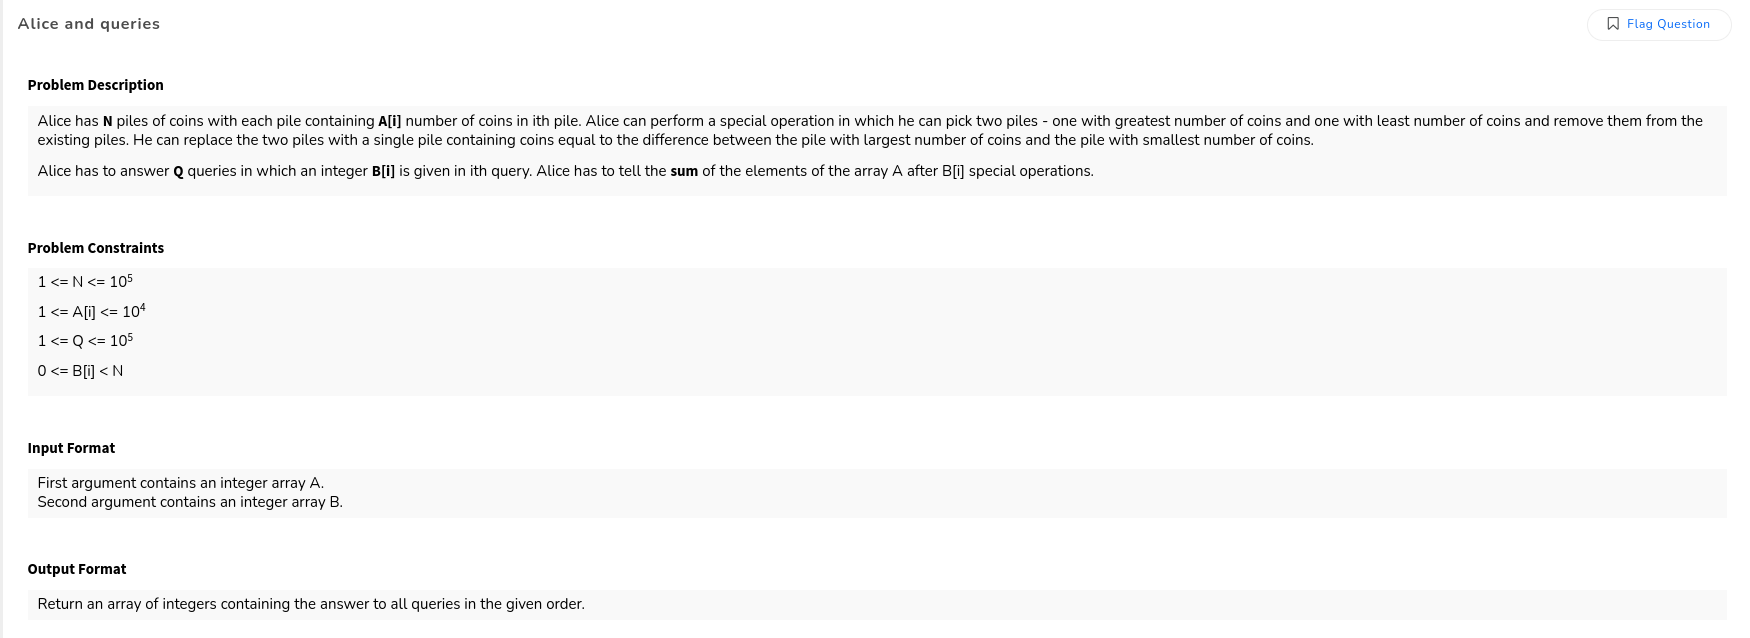 Alice and queries
Flag Question
Problem Description
Alice has N piles of coins with each pile containing A[i] number of coins in ith pile. Alice can perform a special operation in which he can pick two piles - one with greatest number of coins and one with least number of coins and remove them from the
existing piles. He can replace the two piles with a single pile containing coins equal to the difference between the pile with largest number of coins and the pile with smallest number of coins.
Alice has to answer Q queries in which an integer B[i] is given in ith query. Alice has to tell the sum of the elements of the array A after B[i] special operations.
Problem Constraints
1 <= N <= 10⁵
1 <= A[i] <= 10⁴
1 <= Q <= 10⁵
0 <= B[i] < N
Input Format
First argument contains an integer array A.
Second argument contains an integer array B.
Output Format
Return an array of integers containing the answer to all queries in the given order.